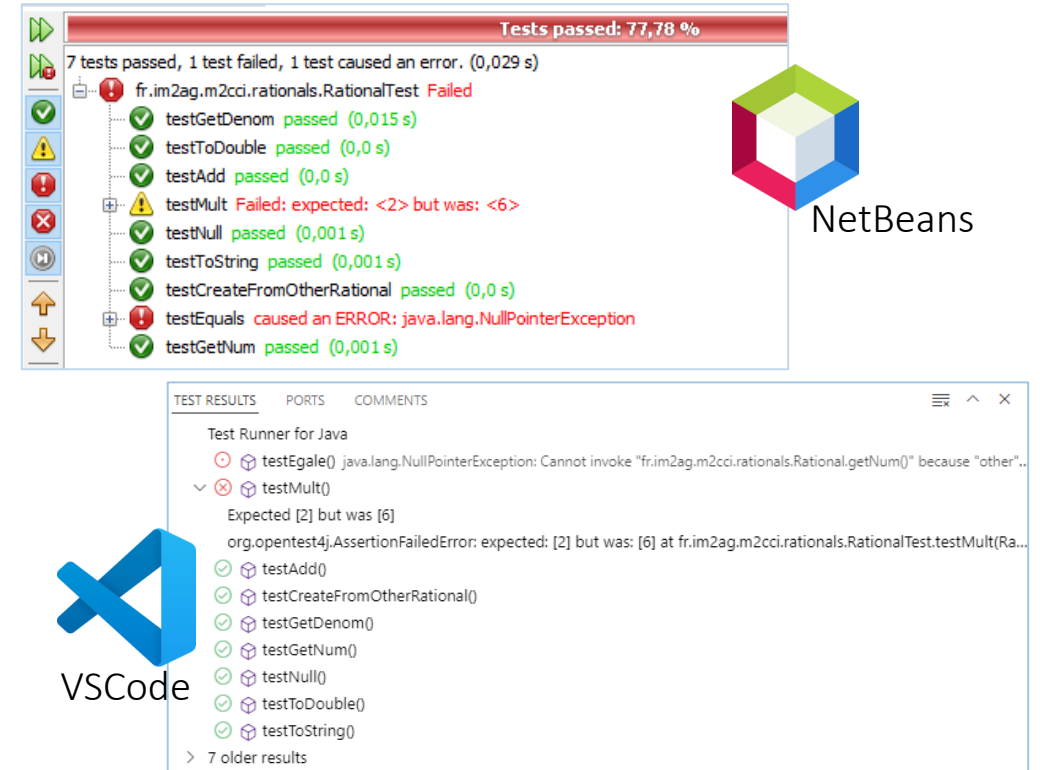 Tests passed: 77,78 %
7 tests passed, 1 test failed, 1 test caused an error. (0,029 s)
fr.im2ag.m2cci.rationals.RationalTest Failed
testGetDenom passed (0,015 s)
testToDouble passed (0,0 s)
testAdd passed (0,0 s)
testMult Failed: expected: <2> but was: <6>
testNull passed (0,001 s)
testToString passed (0,001 s)
testCreateFromOtherRational passed (0,0 s)
testEquals caused an ERROR: java.lang.NullPointerException
testGetNum passed (0,001 s)
NetBeans
TEST RESULTS PORTS COMMENTS
Test Runner for Java
testEgale() java.lang.NullPointerException: Cannot invoke "fr.im2ag.m2cci.rationals.Rational.getNum()" because "other"...
testMult()
Expected [2] but was [6]
org.opentest4j.AssertionFailedError: expected: [2] but was: [6] at fr.im2ag.m2cci.rationals.RationalTest.testMult(Ra...
testAdd()
testCreateFromOtherRational()
testGetDenom()
testGetNum()
testNull()
testToDouble()
testToString()
7 older results
VSCode